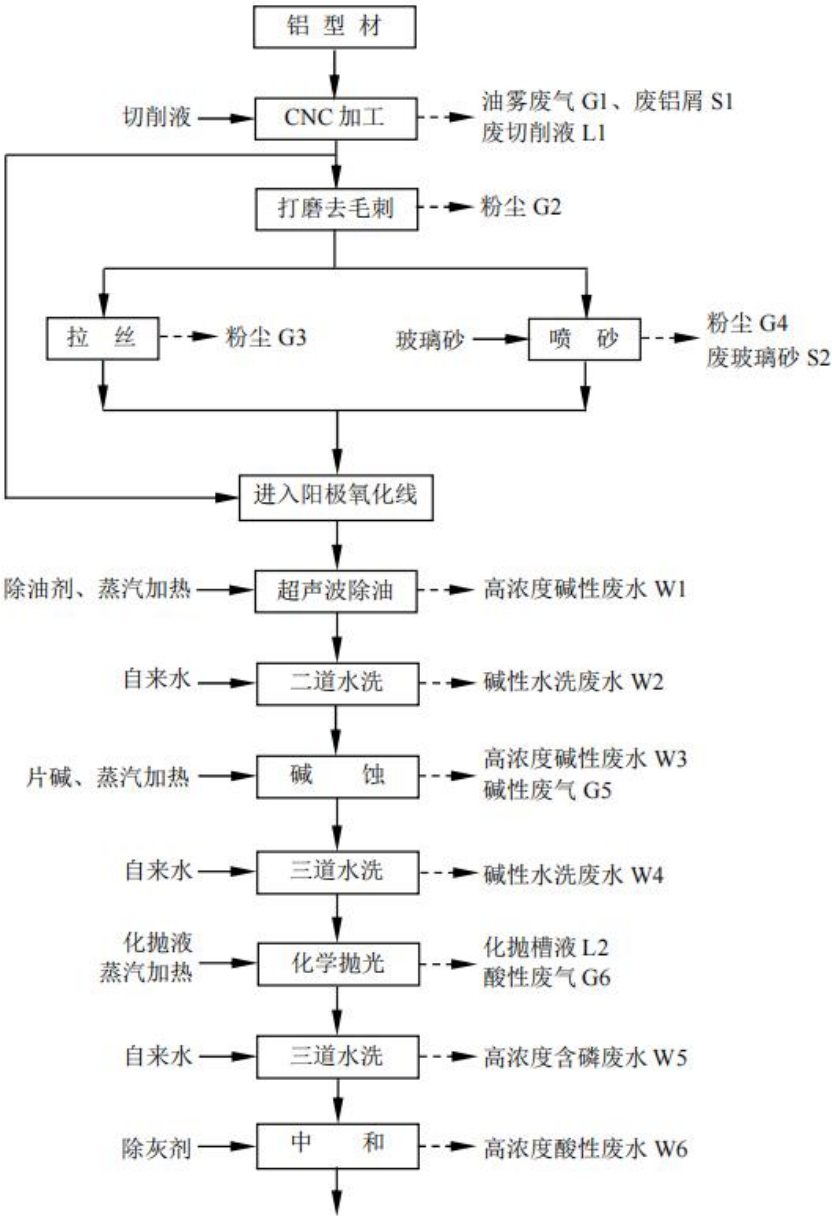 铝 型 材
切削液
CNC 加工
油雾废气 G1、废铝屑 S1
废切削液 L1
打磨去毛刺
粉尘 G2
拉 丝
粉尘 G3
玻璃砂
喷 砂
粉尘 G4
废玻璃砂 S2
进入阳极氧化线
除油剂、蒸汽加热
超声波除油
高浓度碱性废水 W1
自来水
二道水洗
碱性水洗废水 W2
片碱、蒸汽加热
碱 蚀
高浓度碱性废水 W3
碱性废气 G5
自来水
三道水洗
碱性水洗废水 W4
化抛液
蒸汽加热
化学抛光
化抛槽液 L2
酸性废气 G6
自来水
三道水洗
高浓度含磷废水 W5
除灰剂
中 和
高浓度酸性废水 W6